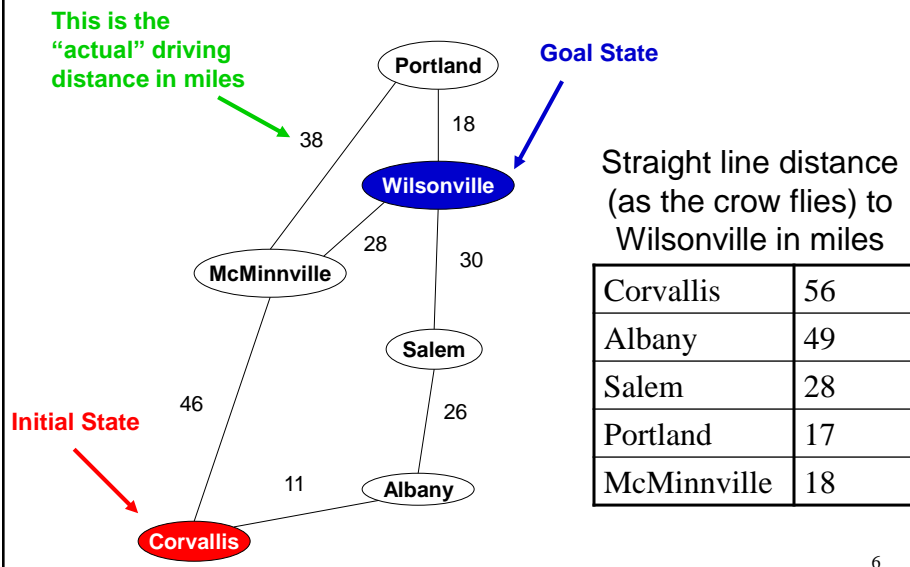 This is the
“actual” driving
distance in miles
Goal State
Portland
18
38
Wilsonville
28
30
McMinnville
Salem
46
26
Initial State
11
Albany
Corvallis
Straight line distance
(as the crow flies) to
Wilsonville in miles
Corvallis 56
Albany 49
Salem 28
Portland 17
McMinnville 18
6